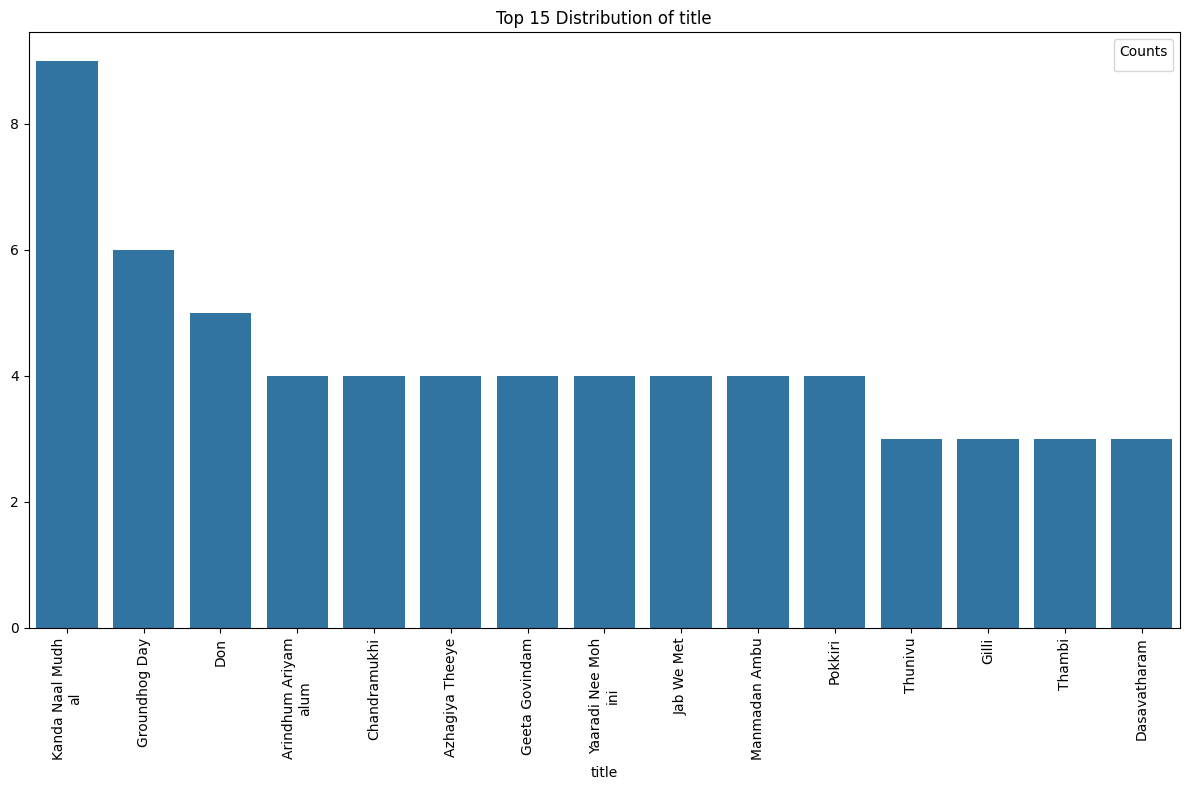 Top 15 Distribution of title
Counts
8
6
4
2
0
Kanda Naal Mudh
al
Groundhog Day
Don
Arindhum Ariyam
alum
Chandramukhi
Azhagiya Theeye
Geeta Govindam
Yaaradi Nee Moh
ini
Jab We Met
Manmadan Ambu
Pokkiri
Thunivu
Gilli
Thambi
Dasavatharam
title